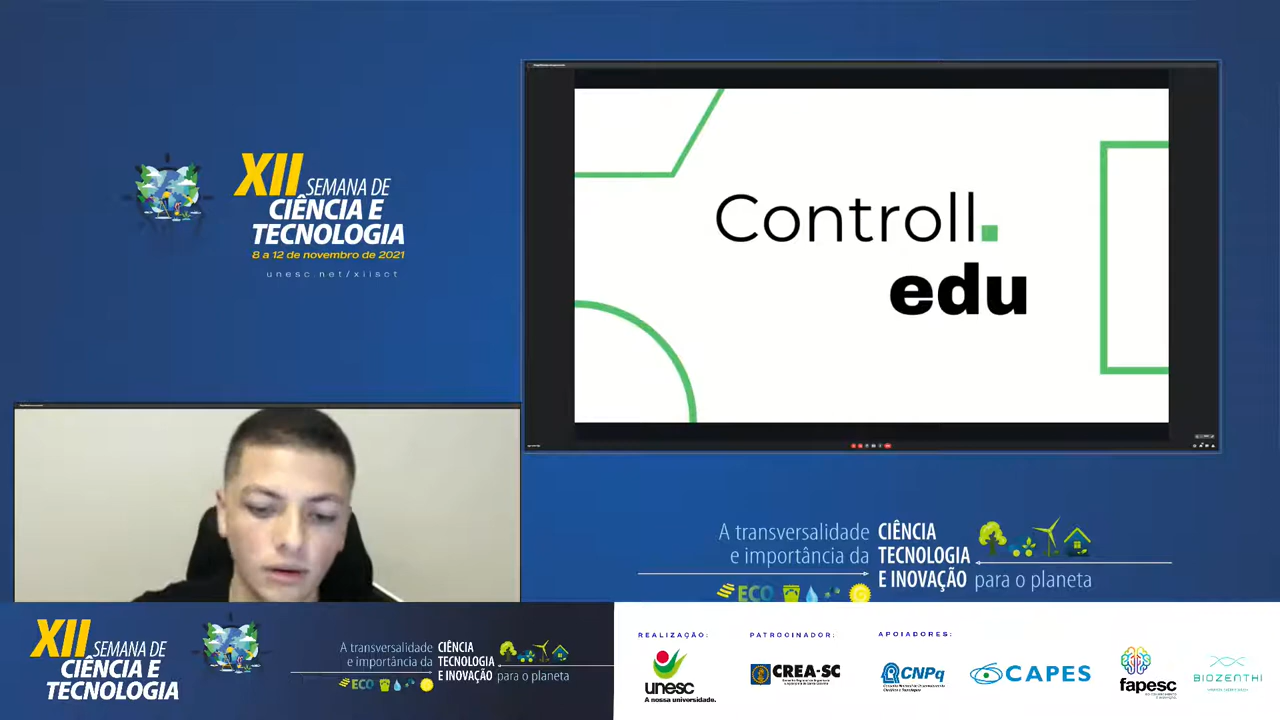 XII SEMANA DE
CIÊNCIA E
TECNOLOGIA
8 a 12 de novembro de 2021
unesc.net/xiisct
Controll.
edu
A transversalidade
e importância da
CIÊNCIA
TECNOLOGIA
E INOVAÇÃO
para o planeta
ECO
XII SEMANA DE
CIÊNCIA E
TECNOLOGIA
A transversalidade
e importância da
CIÊNCIA
TECNOLOGIA
E INOVAÇÃO
para o planeta
ECO
REALIZAÇÃO:
unesc
A nossa universidade.
PATROCINADOR:
CREA-SC
APOIADORES:
CNPq
CAPES
fapesc
BIOZENTHI